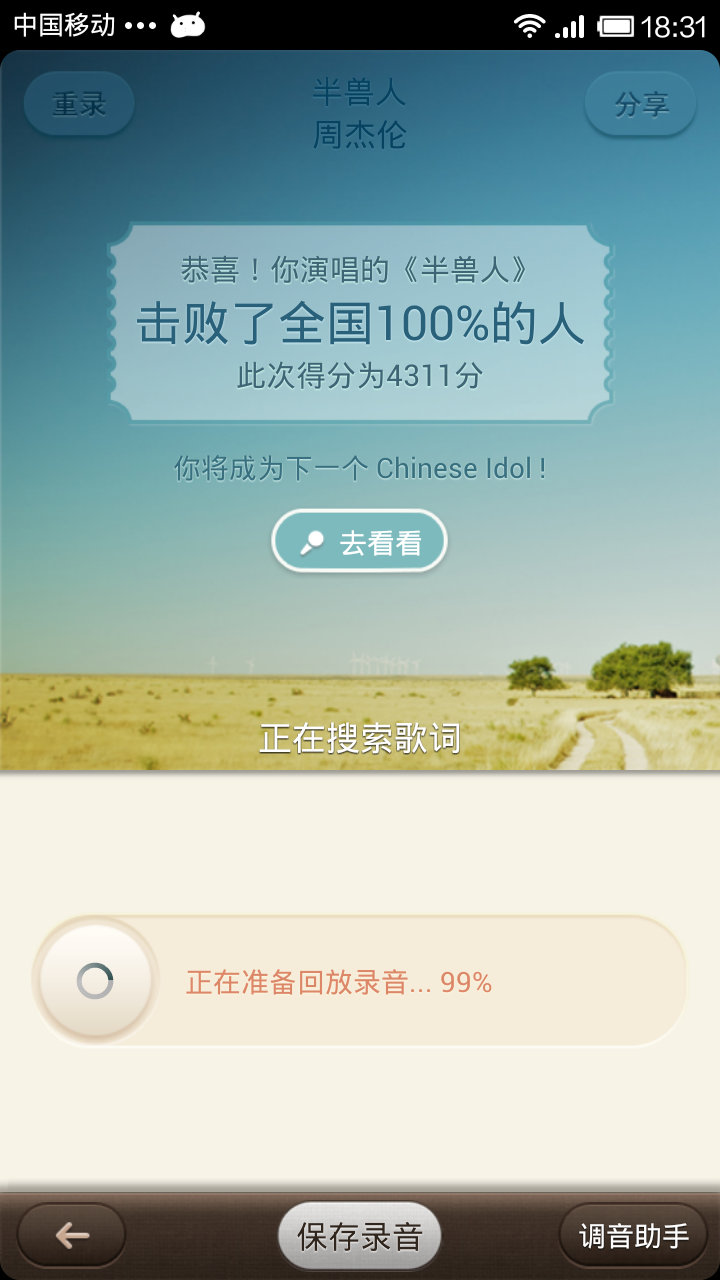 中国移动 ••• 18:31
重录
半兽人
周杰伦
分享
恭喜！你演唱的《半兽人》
击败了全国100%的人
此次得分为4311分
你将成为下一个 Chinese Idol !
去看看
正在搜索歌词
正在准备回放录音... 99%
保存录音
调音助手